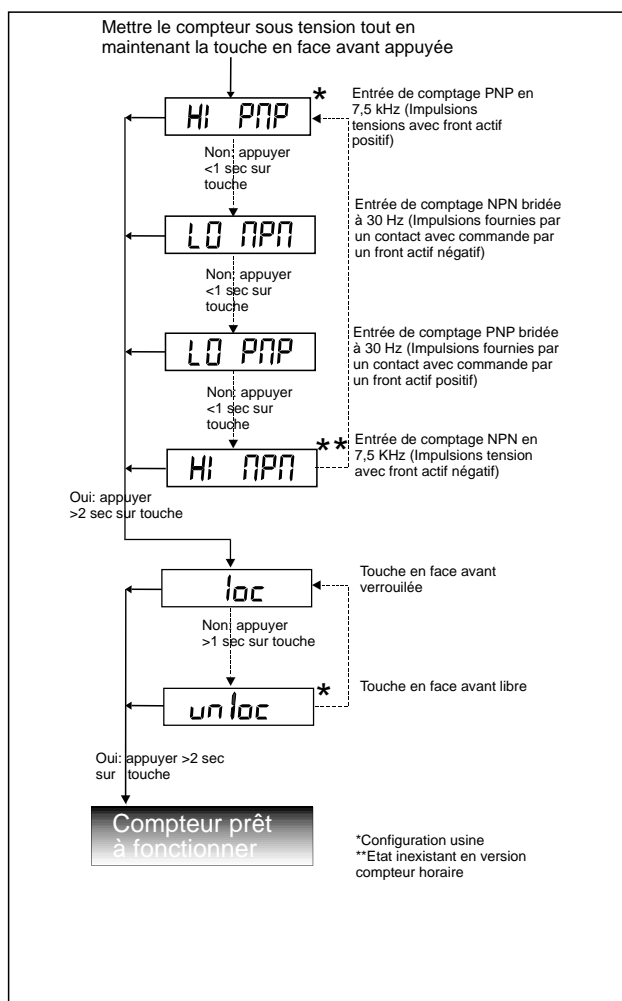 Mettre le compteur sous tension tout en
maintenant la touche en face avant appuyée
HI PNP
*
Entrée de comptage PNP en
7,5 kHz (Impulsions
tensions avec front actif
positif)
Non: appuyer
<1 sec sur
touche
LO NPN
Entrée de comptage NPN bridée
à 30 Hz (Impulsions fournies par
un contact avec commande par
un front actif négatif)
Non: appuyer
<1 sec sur
touche
LO PNP
Entrée de comptage PNP bridée
à 30 Hz (Impulsions fournies par
un contact avec commande par
un front actif positif)
Non: appuyer
<1 sec sur
touche
HI NPN
**
Entrée de comptage NPN en
7,5 KHz (Impulsions tension
avec front actif négatif)
Oui: appuyer
>2 sec sur touche
loc
Touche en face avant
verrouilée
Non: appuyer
>1 sec sur touche
unloc
*
Touche en face avant libre
Oui: appuyer >2 sec
sur touche
Compteur prêt
à fonctionner
*Configuration usine
**Etat inexistant en version
compteur horaire